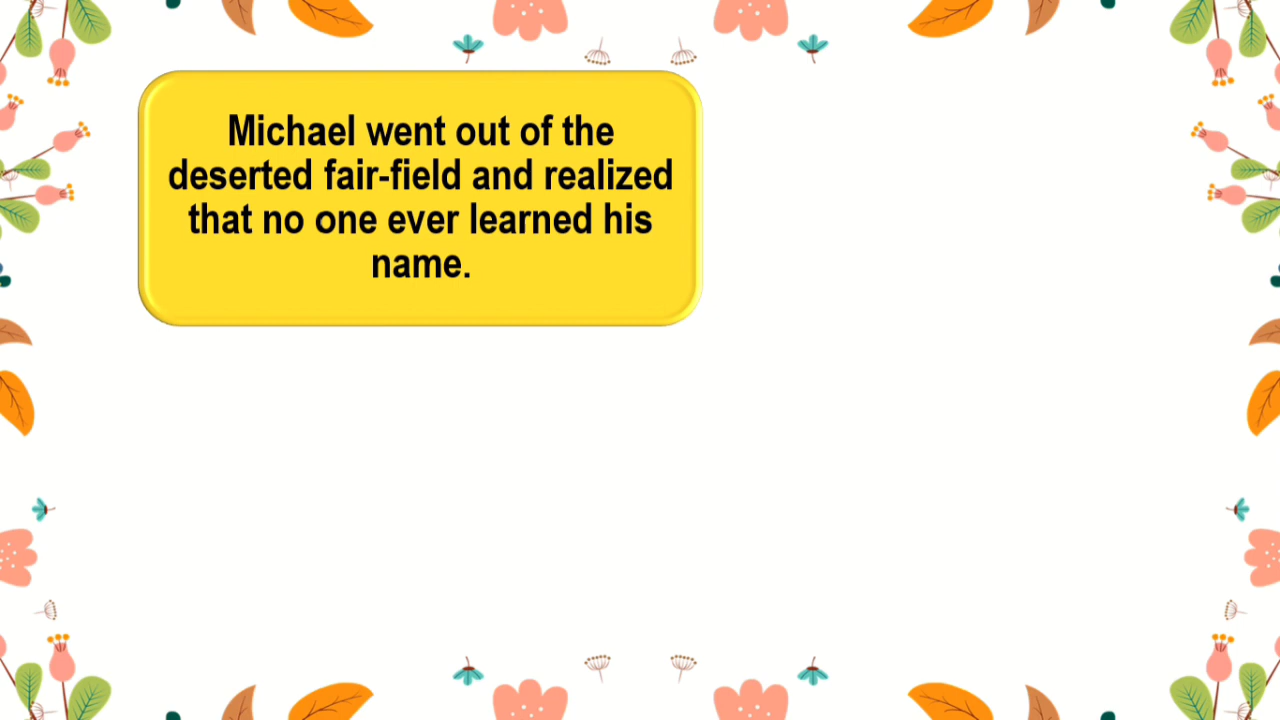 Michael went out of the
deserted fair-field and realized
that no one ever learned his
name.